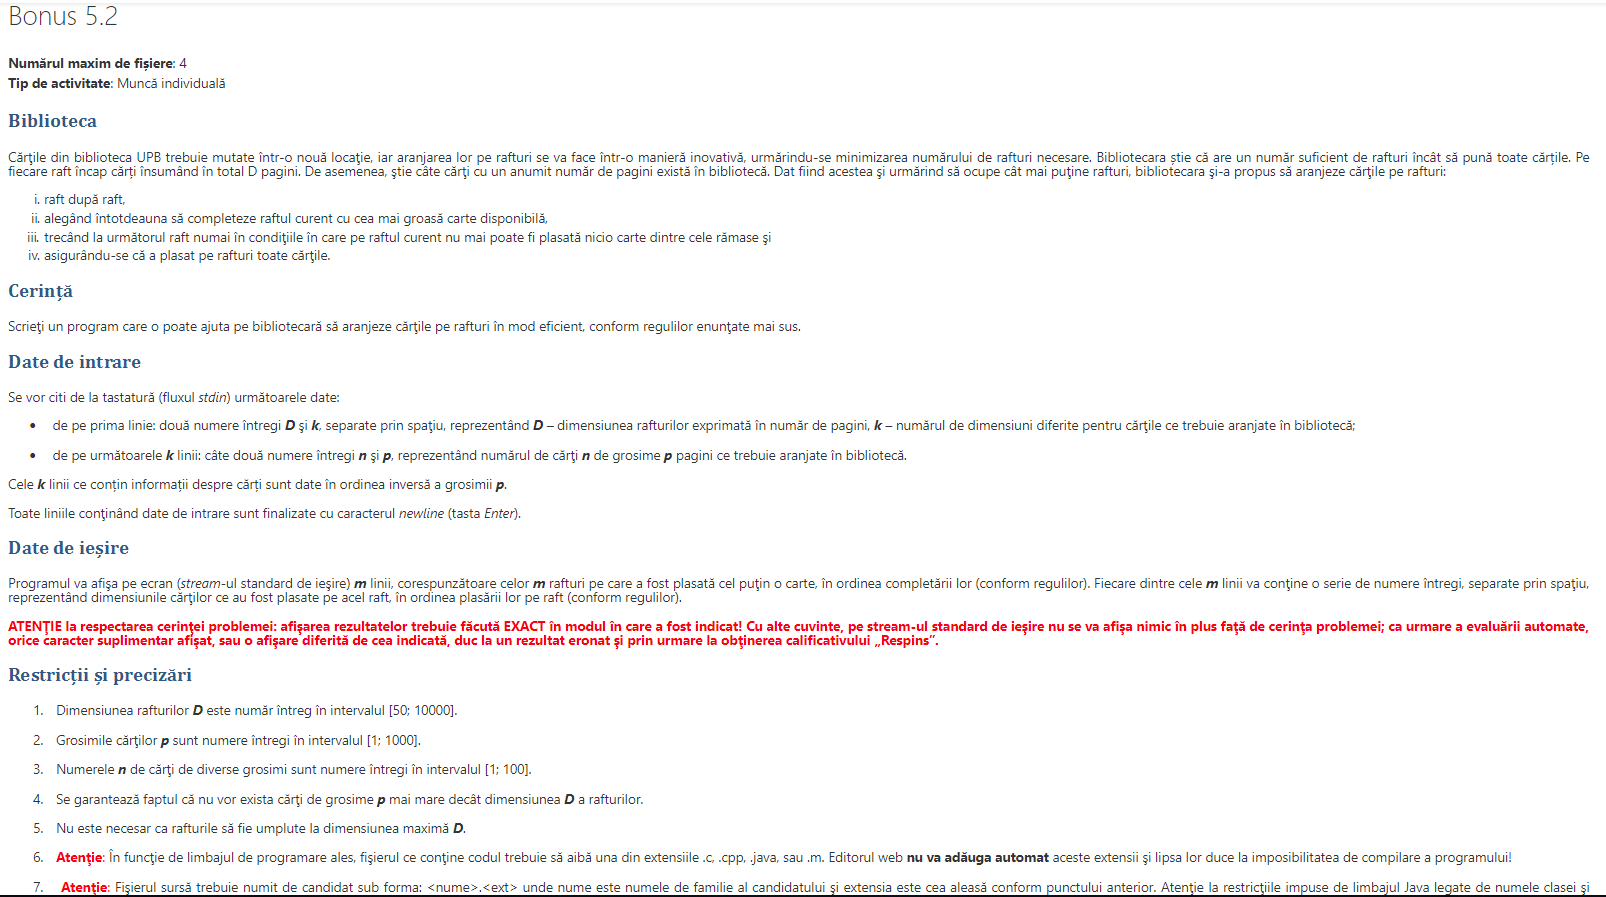 Bonus 5.2
Numărul maxim de fișiere: 4
Tip de activitate: Muncă individuală
Biblioteca
Cărţile din biblioteca UPB trebuie mutate într-o nouă locaţie, iar aranjarea lor pe rafturi se va face într-o manieră inovativă, urmărindu-se minimizarea numărului de rafturi necesare. Bibliotecara știe că are un număr suficient de rafturi încât să pună toate cărțile. Pe
fiecare raft încap cărți însumând în total D pagini. De asemenea, ştie câte cărţi cu un anumit număr de pagini există în bibliotecă. Dat fiind acestea şi urmărind să ocupe cât mai puţine rafturi, bibliotecara şi-a propus să aranjeze cărţile pe rafturi:
i. raft după raft,
ii. alegând întotdeauna să completeze raftul curent cu cea mai groasă carte disponibilă,
iii. trecând la următorul raft numai în condiţiile în care pe raftul curent nu mai poate fi plasată nicio carte dintre cele rămase şi
iv. asigurându-se că a plasat pe rafturi toate cărţile.
Cerință
Scrieţi un program care o poate ajuta pe bibliotecară să aranjeze cărţile pe rafturi în mod eficient, conform regulilor enunţate mai sus.
Date de intrare
Se vor citi de la tastatură (fluxul stdin) următoarele date:
• de pe prima linie: două numere întregi D şi k, separate prin spaţiu, reprezentând D – dimensiunea rafturilor exprimată în număr de pagini, k – numărul de dimensiuni diferite pentru cărţile ce trebuie aranjate în bibliotecă;
• de pe următoarele k linii: câte două numere întregi n şi p, reprezentând numărul de cărţi n de grosime p pagini ce trebuie aranjate în bibliotecă.
Cele k linii ce conțin informații despre cărți sunt date în ordinea inversă a grosimii p.
Toate liniile conţinând date de intrare sunt finalizate cu caracterul newline (tasta Enter).
Date de ieșire
Programul va afişa pe ecran (stream-ul standard de ieşire) m linii, corespunzătoare celor m rafturi pe care a fost plasată cel puţin o carte, în ordinea completării lor (conform regulilor). Fiecare dintre cele m linii va conţine o serie de numere întregi, separate prin spaţiu,
reprezentând dimensiunile cărţilor ce au fost plasate pe acel raft, în ordinea plasării lor pe raft (conform regulilor).
ATENŢIE la respectarea cerinţei problemei: afişarea rezultatelor trebuie făcută EXACT în modul în care a fost indicat! Cu alte cuvinte, pe stream-ul standard de ieşire nu se va afişa nimic în plus faţă de cerinţa problemei; ca urmare a evaluării automate,
orice caracter suplimentar afişat, sau o afişare diferită de cea indicată, duc la un rezultat eronat şi prin urmare la obţinerea calificativului „Respins”.
Restricții și precizări
1. Dimensiunea rafturilor D este număr întreg în intervalul [50; 10000].
2. Grosimile cărţilor p sunt numere întregi în intervalul [1; 1000].
3. Numerele n de cărţi de diverse grosimi sunt numere întregi în intervalul [1; 100].
4. Se garantează faptul că nu vor exista cărţi de grosime p mai mare decât dimensiunea D a rafturilor.
5. Nu este necesar ca rafturile să fie umplute la dimensiunea maximă D.
6. Atenţie: În funcţie de limbajul de programare ales, fişierul ce conţine codul trebuie să aibă una din extensiile .c, .cpp, .java, sau .m. Editorul web nu va adăuga automat aceste extensii şi lipsa lor duce la imposibilitatea de compilare a programului!
7. Atenţie: Fişierul sursă trebuie numit de candidat sub forma: <nume>.<ext> unde nume este numele de familie al candidatului şi extensia este cea aleasă conform punctului anterior. Atenţie la restricţiile impuse de limbajul Java legate de numele clasei şi